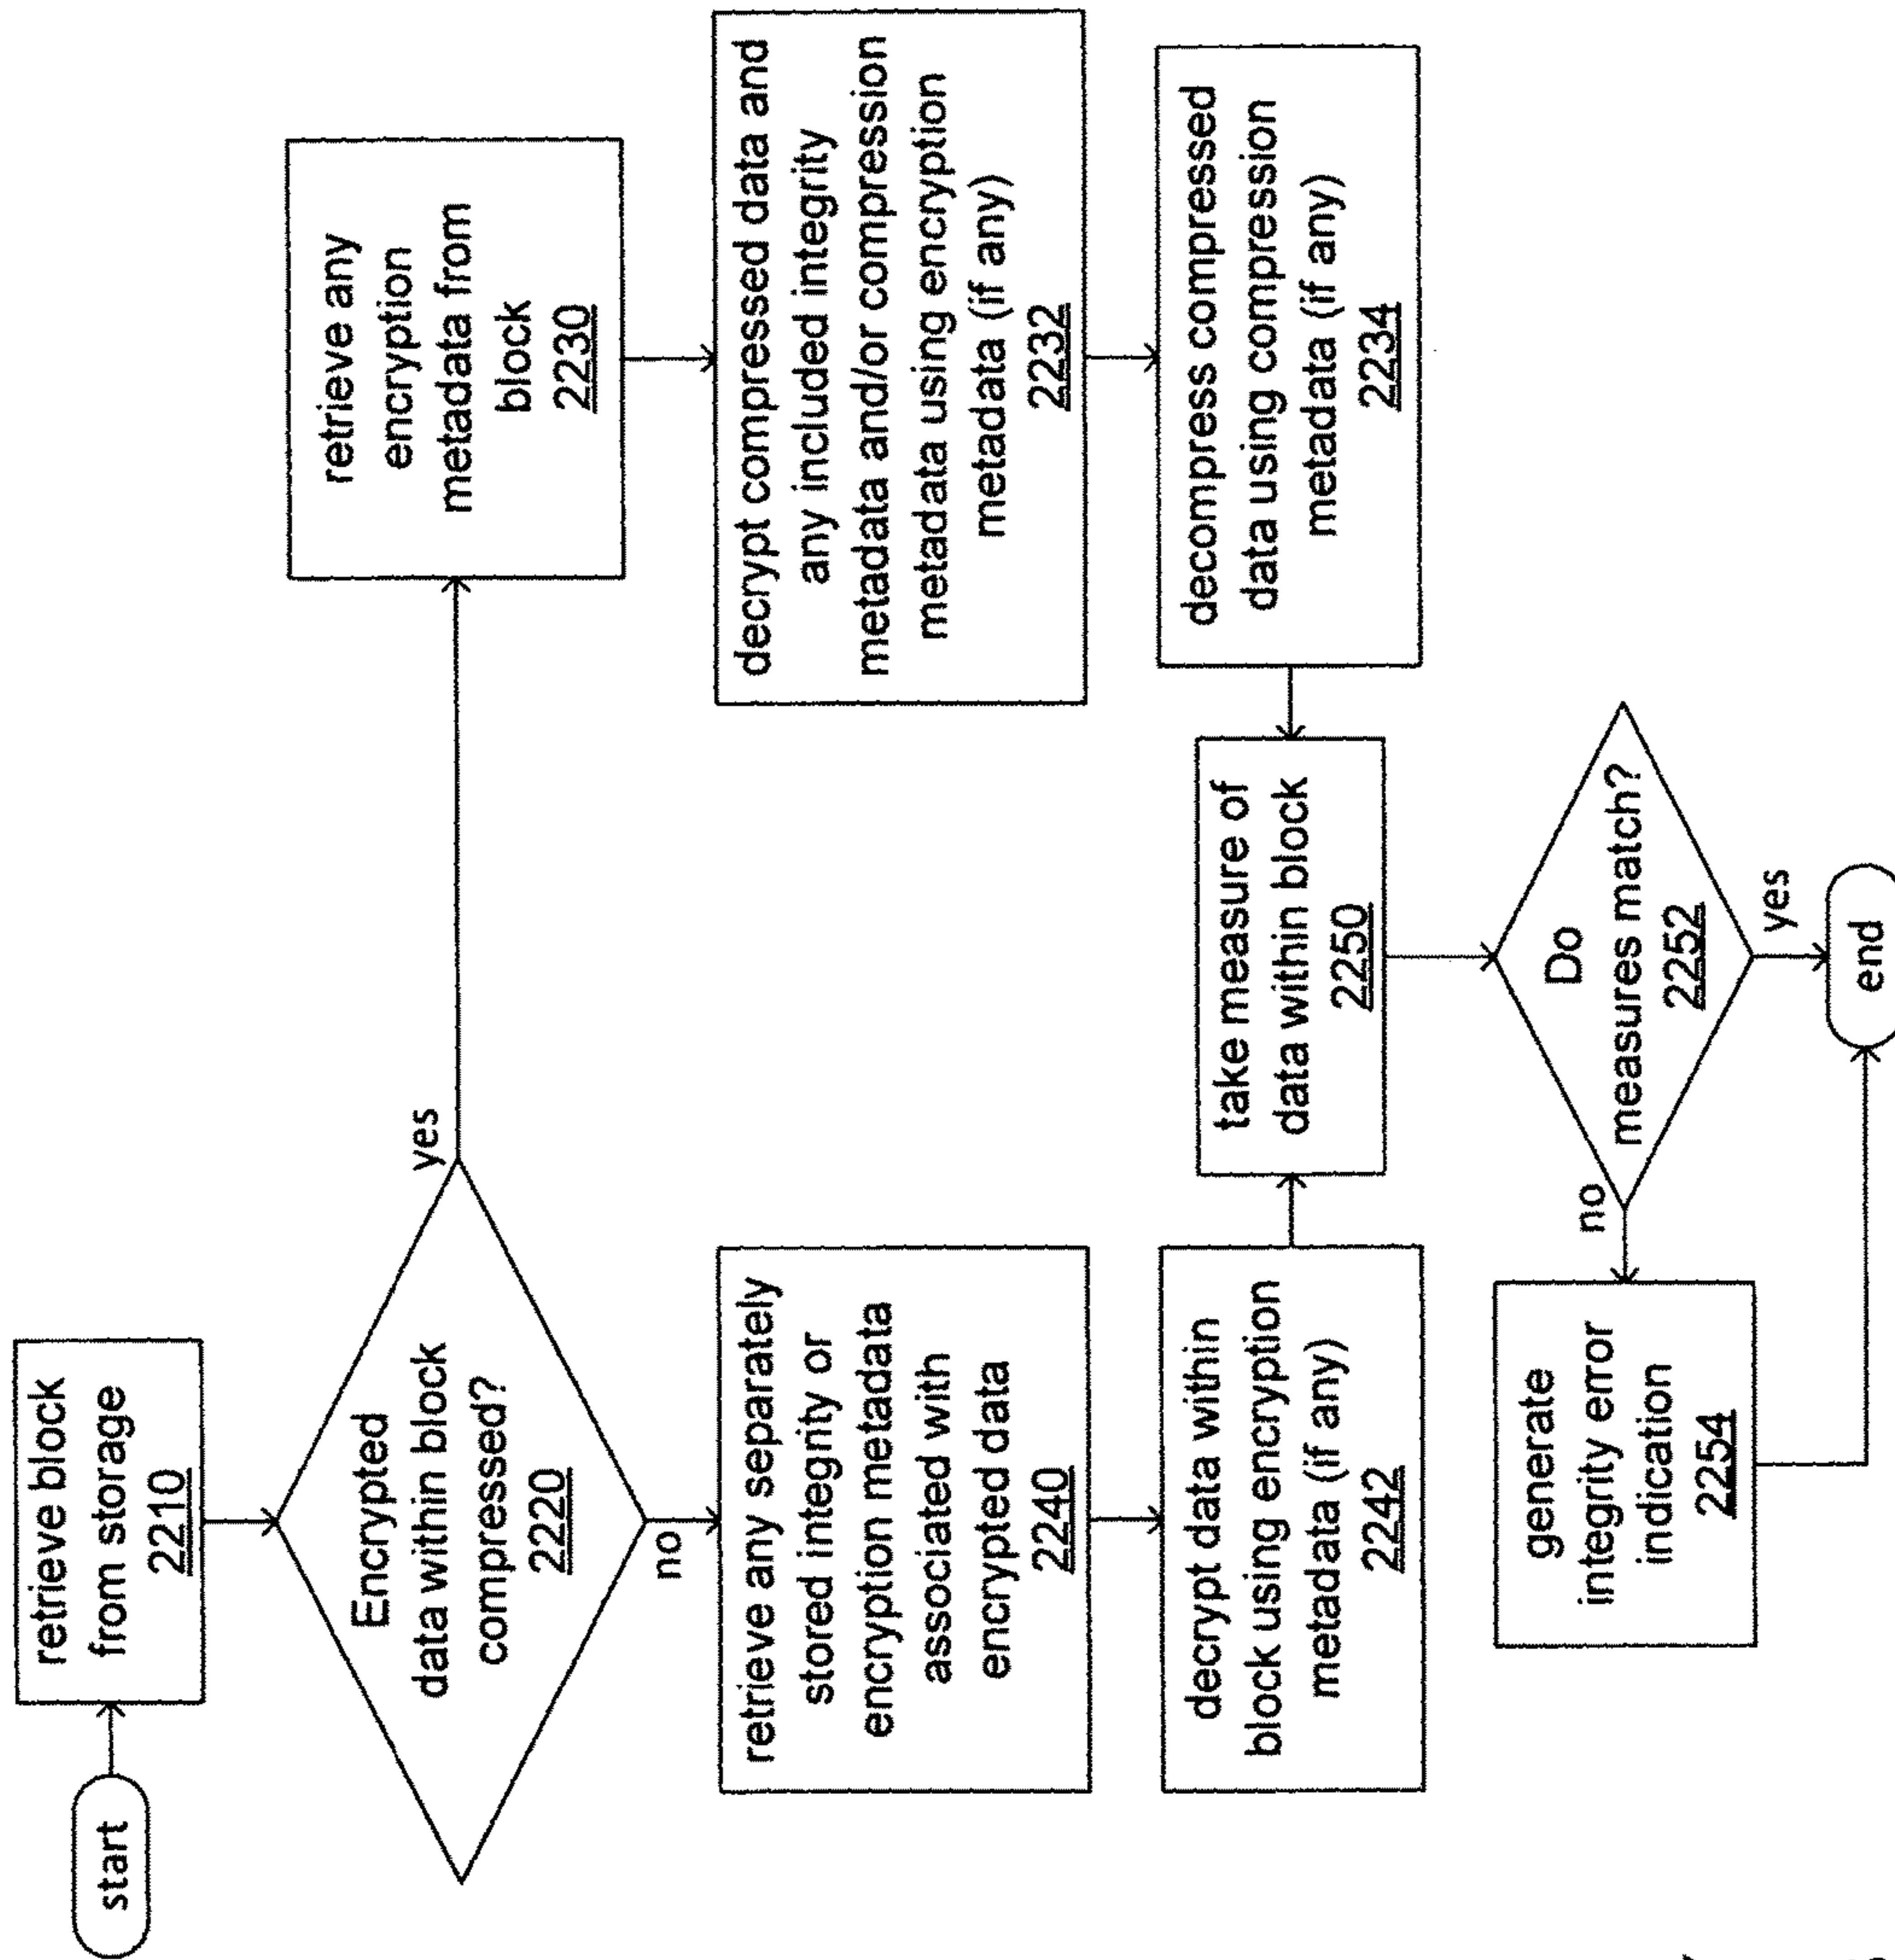 start
retrieve block
from storage
2210
Encrypted
data within block
compressed?
2220
yes
no
retrieve any
encryption
metadata from
block
2230
decrypt compressed data and
any included integrity
metadata and/or compression
metadata using encryption
metadata (if any)
2232
decompress compressed
data using compression
metadata (if any)
2234
retrieve any separately
stored integrity or
encryption metadata
associated with
encrypted data
2240
decrypt data within
block using encryption
metadata (if any)
2242
take measure of
data within block
2250
Do
measures match?
2252
no
yes
generate
integrity error
indication
2254
end